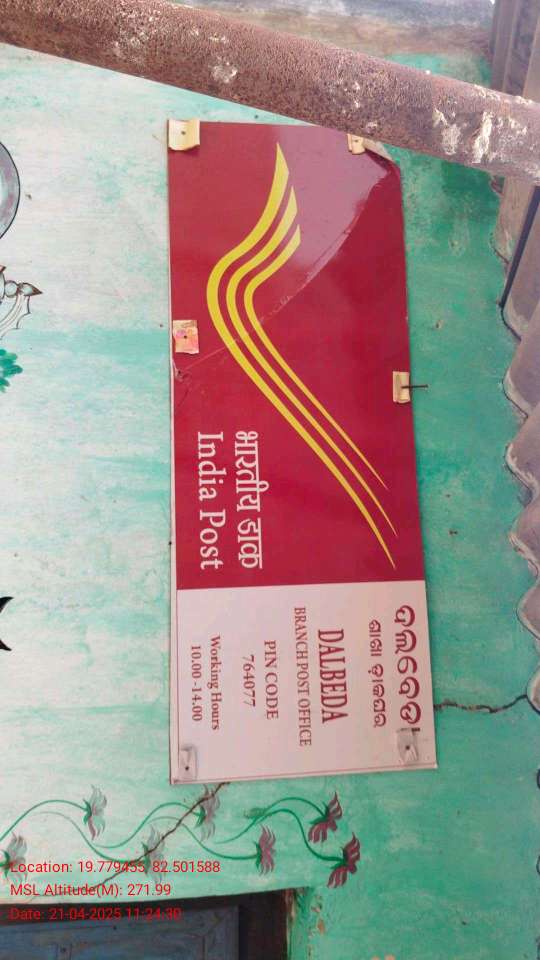 भारतीय डाक
India Post
ଦଲବେଡା
ଶାଖା ଡ଼ାକଘର
DALBEDA
BRANCH POST OFFICE
PIN CODE
764077
Working Hours
10.00 -14.00
Location: 19.779455, 82.501588
MSL Altitude(M): 271.99
Date: 21-04-2025 11:24:30